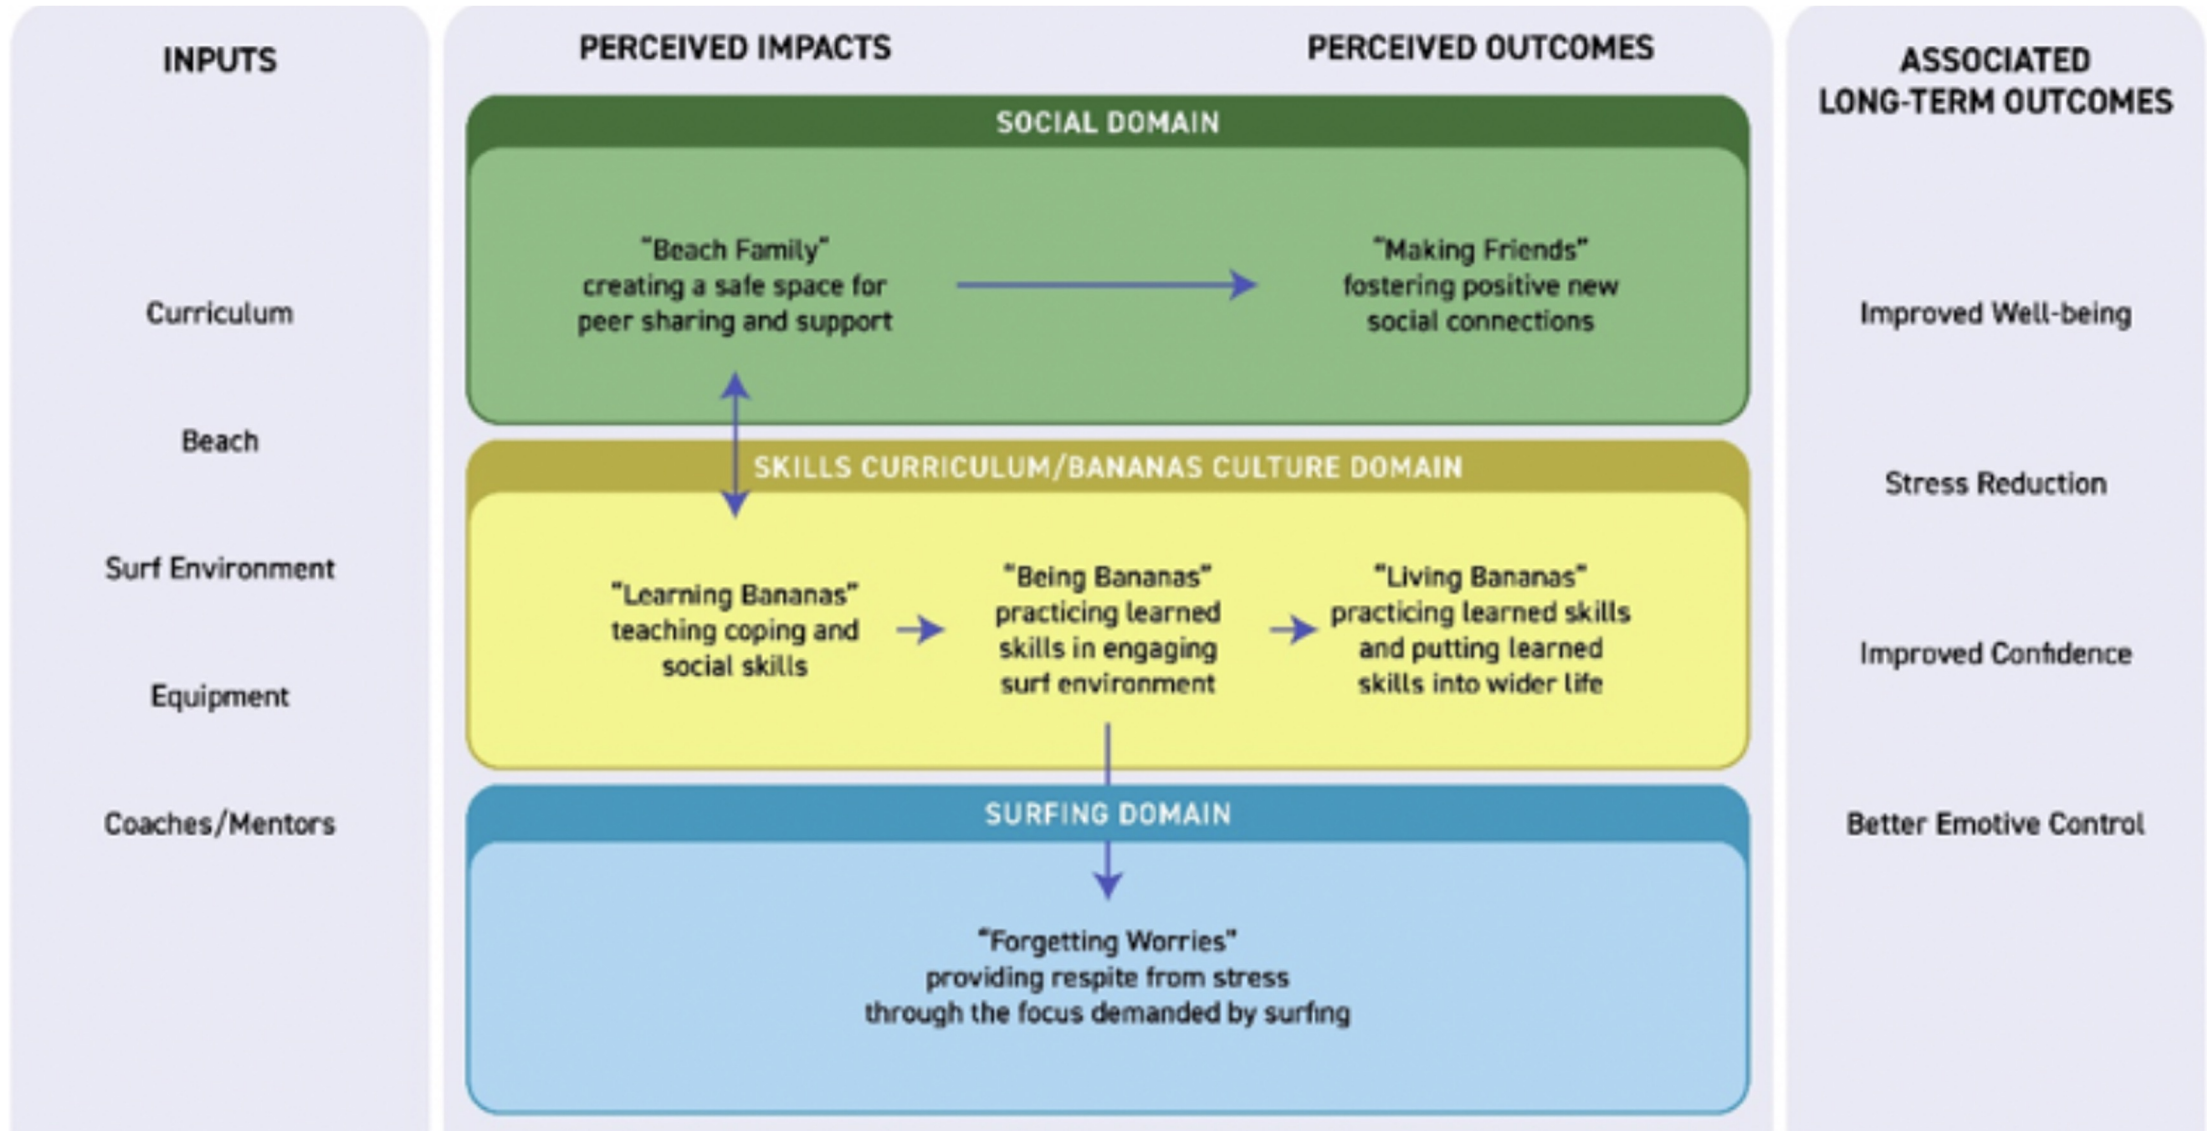 INPUTS
Curriculum
Beach
Surf Environment
Equipment
Coaches/Mentors
PERCEIVED IMPACTS
PERCEIVED OUTCOMES
SOCIAL DOMAIN
"Beach Family"
creating a safe space for
peer sharing and support
"Making Friends"
fostering positive new
social connections
SKILLS CURRICULUM/BANANAS CULTURE DOMAIN
"Learning Bananas"
teaching coping and
social skills
"Being Bananas"
practicing learned
skills in engaging
surf environment
"Living Bananas"
practicing learned skills
and putting learned
skills into wider life
SURFING DOMAIN
"Forgetting Worries"
providing respite from stress
through the focus demanded by surfing
ASSOCIATED
LONG-TERM OUTCOMES
Improved Well-being
Stress Reduction
Improved Confidence
Better Emotive Control